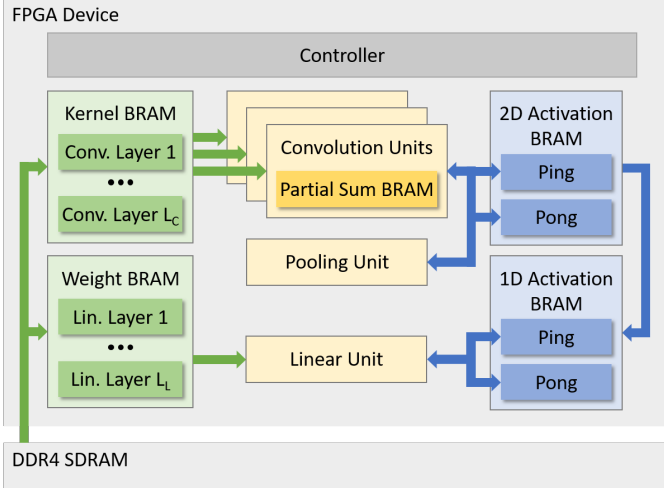 FPGA Device
Controller
Kernel BRAM
Conv. Layer 1
•••
Conv. Layer L_C
Convolution Units
Partial Sum BRAM
2D Activation
BRAM
Ping
Pong
Pooling Unit
Weight BRAM
Lin. Layer 1
•••
Lin. Layer L_L
Linear Unit
1D Activation
BRAM
Ping
Pong
DDR4 SDRAM